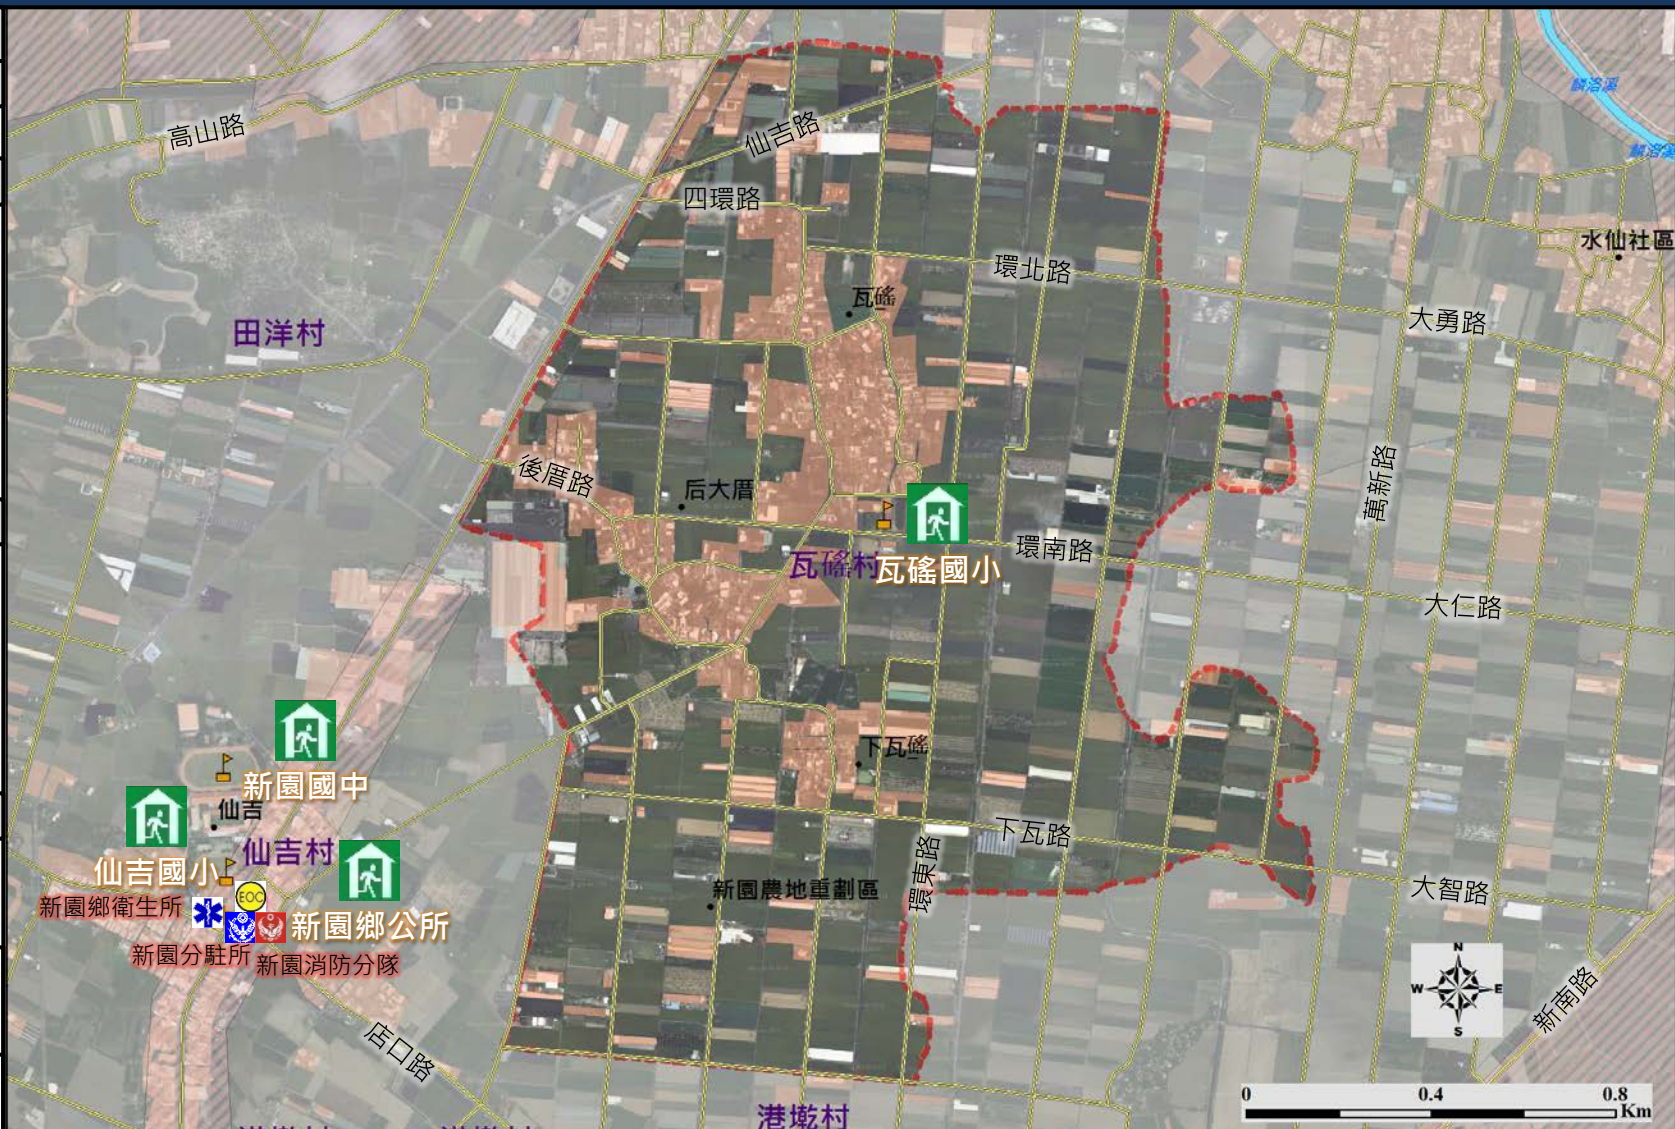 鱗洛溪
高山路
仙吉路
四環路
水仙社區
環北路
瓦磘
大勇路
田洋村
後厝路
后大厝
萬新路
環南路
瓦磘村
瓦磘國小
大仁路
下瓦磘
新園國中
仙吉
下瓦路
仙吉村
環東路
仙吉國小
大智路
新園農地重劃區
EOC
新園鄉衛生所
新園鄉公所
新園分駐所
新園消防分隊
N
W
E
S
新南路
店口路
0
0.4
0.8
Km
港墘村